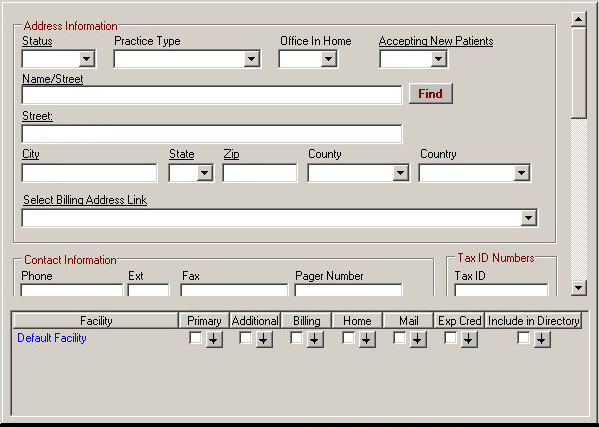 Address Information
Status Practice Type Office In Home Accepting New Patients
Name/Street
Find
Street:
City State Zip County Country
Select Billing Address Link
Contact Information Tax ID Numbers
Phone Ext Fax Pager Number Tax ID
Facility Primary Additional Billing Home Mail Exp Cred Include in Directory
Default Facility